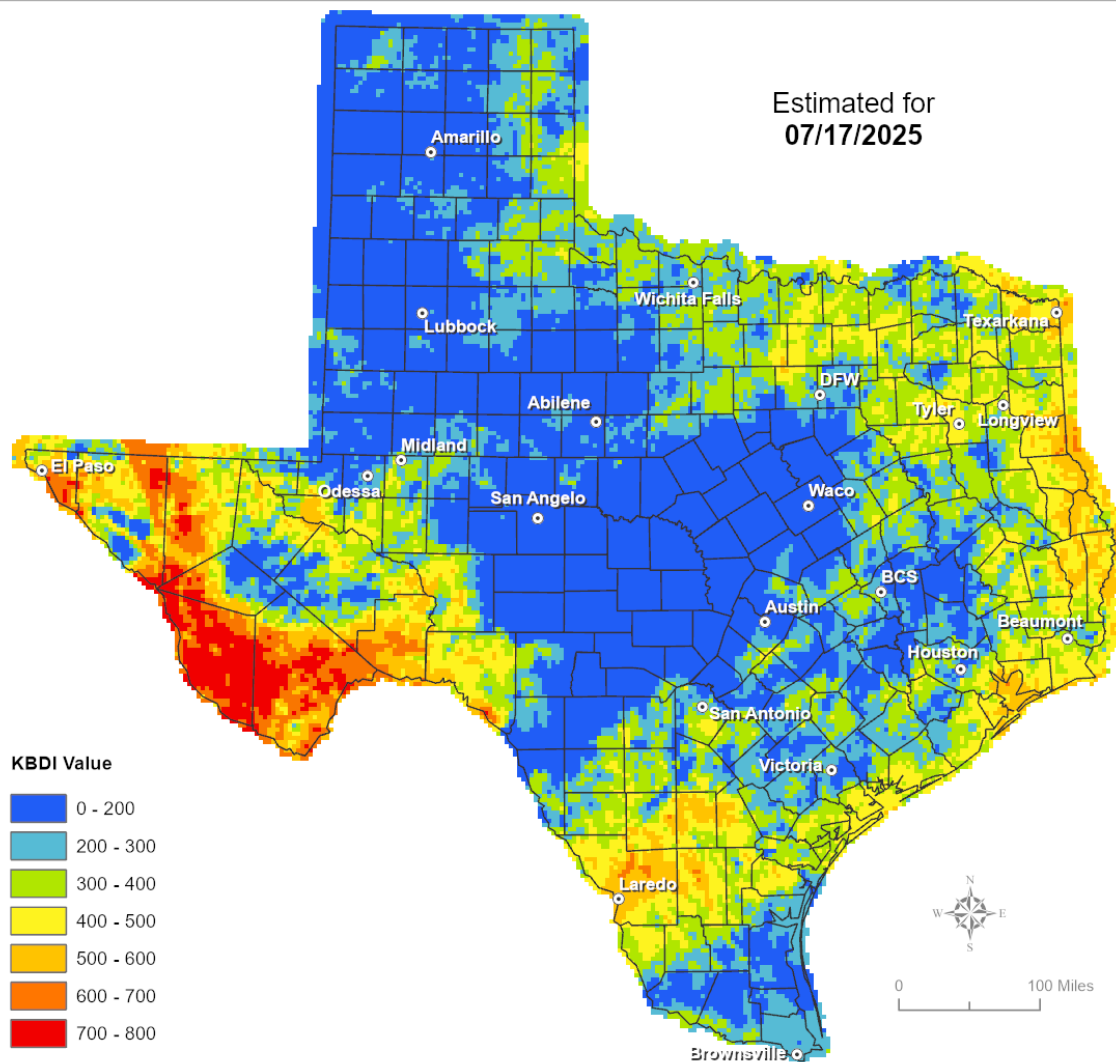 Estimated for
07/17/2025
Amarillo
Wichita Falls
Lubbock
Texarkana
DFW
Abilene
Tyler
Longview
Midland
El Paso
Odessa
San Angelo
Waco
BCS
Austin
Beaumont
Houston
San Antonio
Victoria
KBDI Value
0 - 200
200 - 300
300 - 400
400 - 500
500 - 600
600 - 700
700 - 800
Laredo
N
W
E
S
0
100 Miles
Brownsville